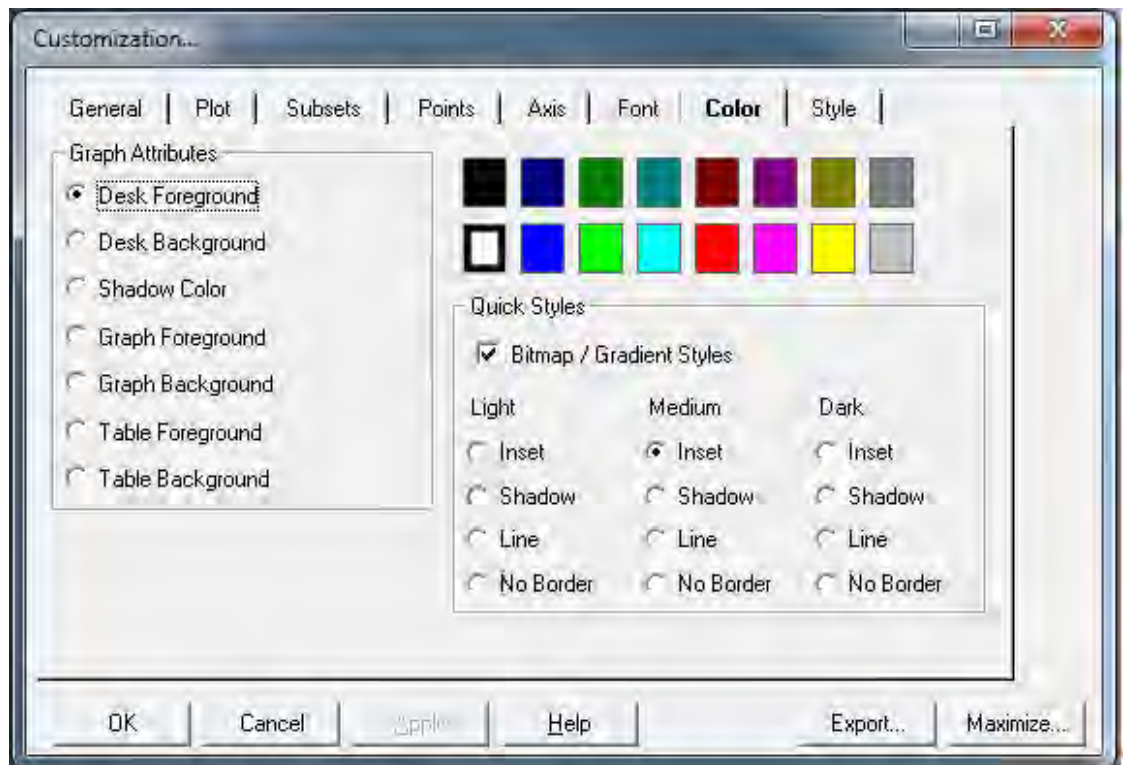 Customization...
General | Plot | Subsets | Points | Axis | Font | Color | Style |
Graph Attributes
Desk Foreground
Desk Background
Shadow Color
Graph Foreground
Graph Background
Table Foreground
Table Background
Quick Styles
Bitmap / Gradient Styles
Light Medium Dark
Inset Inset Inset
Shadow Shadow Shadow
Line Line Line
No Border No Border No Border
OK Cancel Apply Help Export... Maximize...